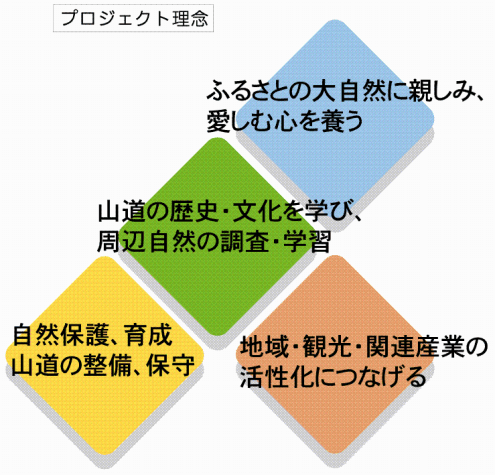 プロジェクト理念
ふるさとの大自然に親しみ、
愛しむ心を養う
山道の歴史・文化を学び、
周辺自然の調査・学習
自然保護、育成
山道の整備、保守
地域・観光・関連産業の
活性化につなげる